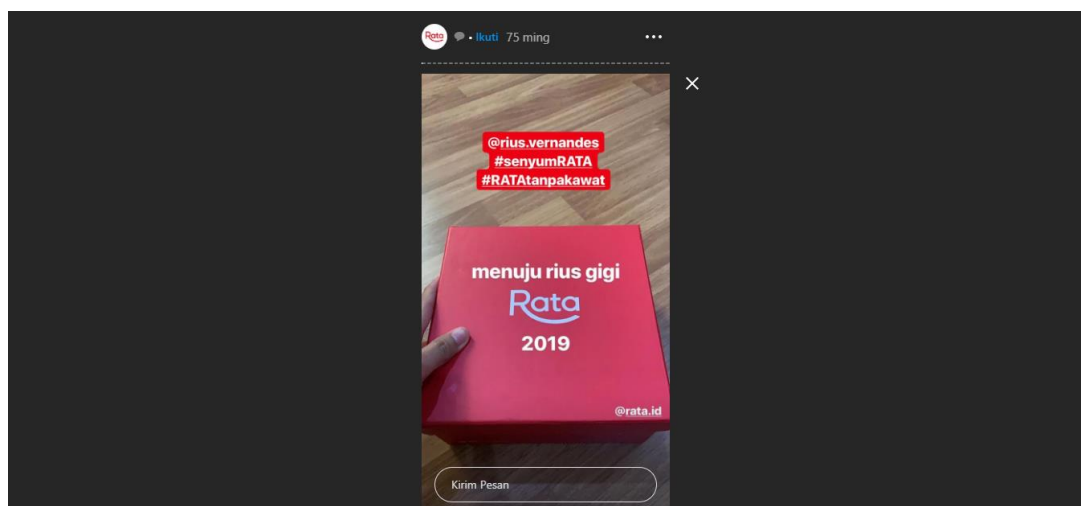 Rata • Ikuti 75 ming
@rius.vernandes
#senyumRATA
#RATAtanpakawat
menuju rius gigi
Rata
2019
@rata.id
Kirim Pesan